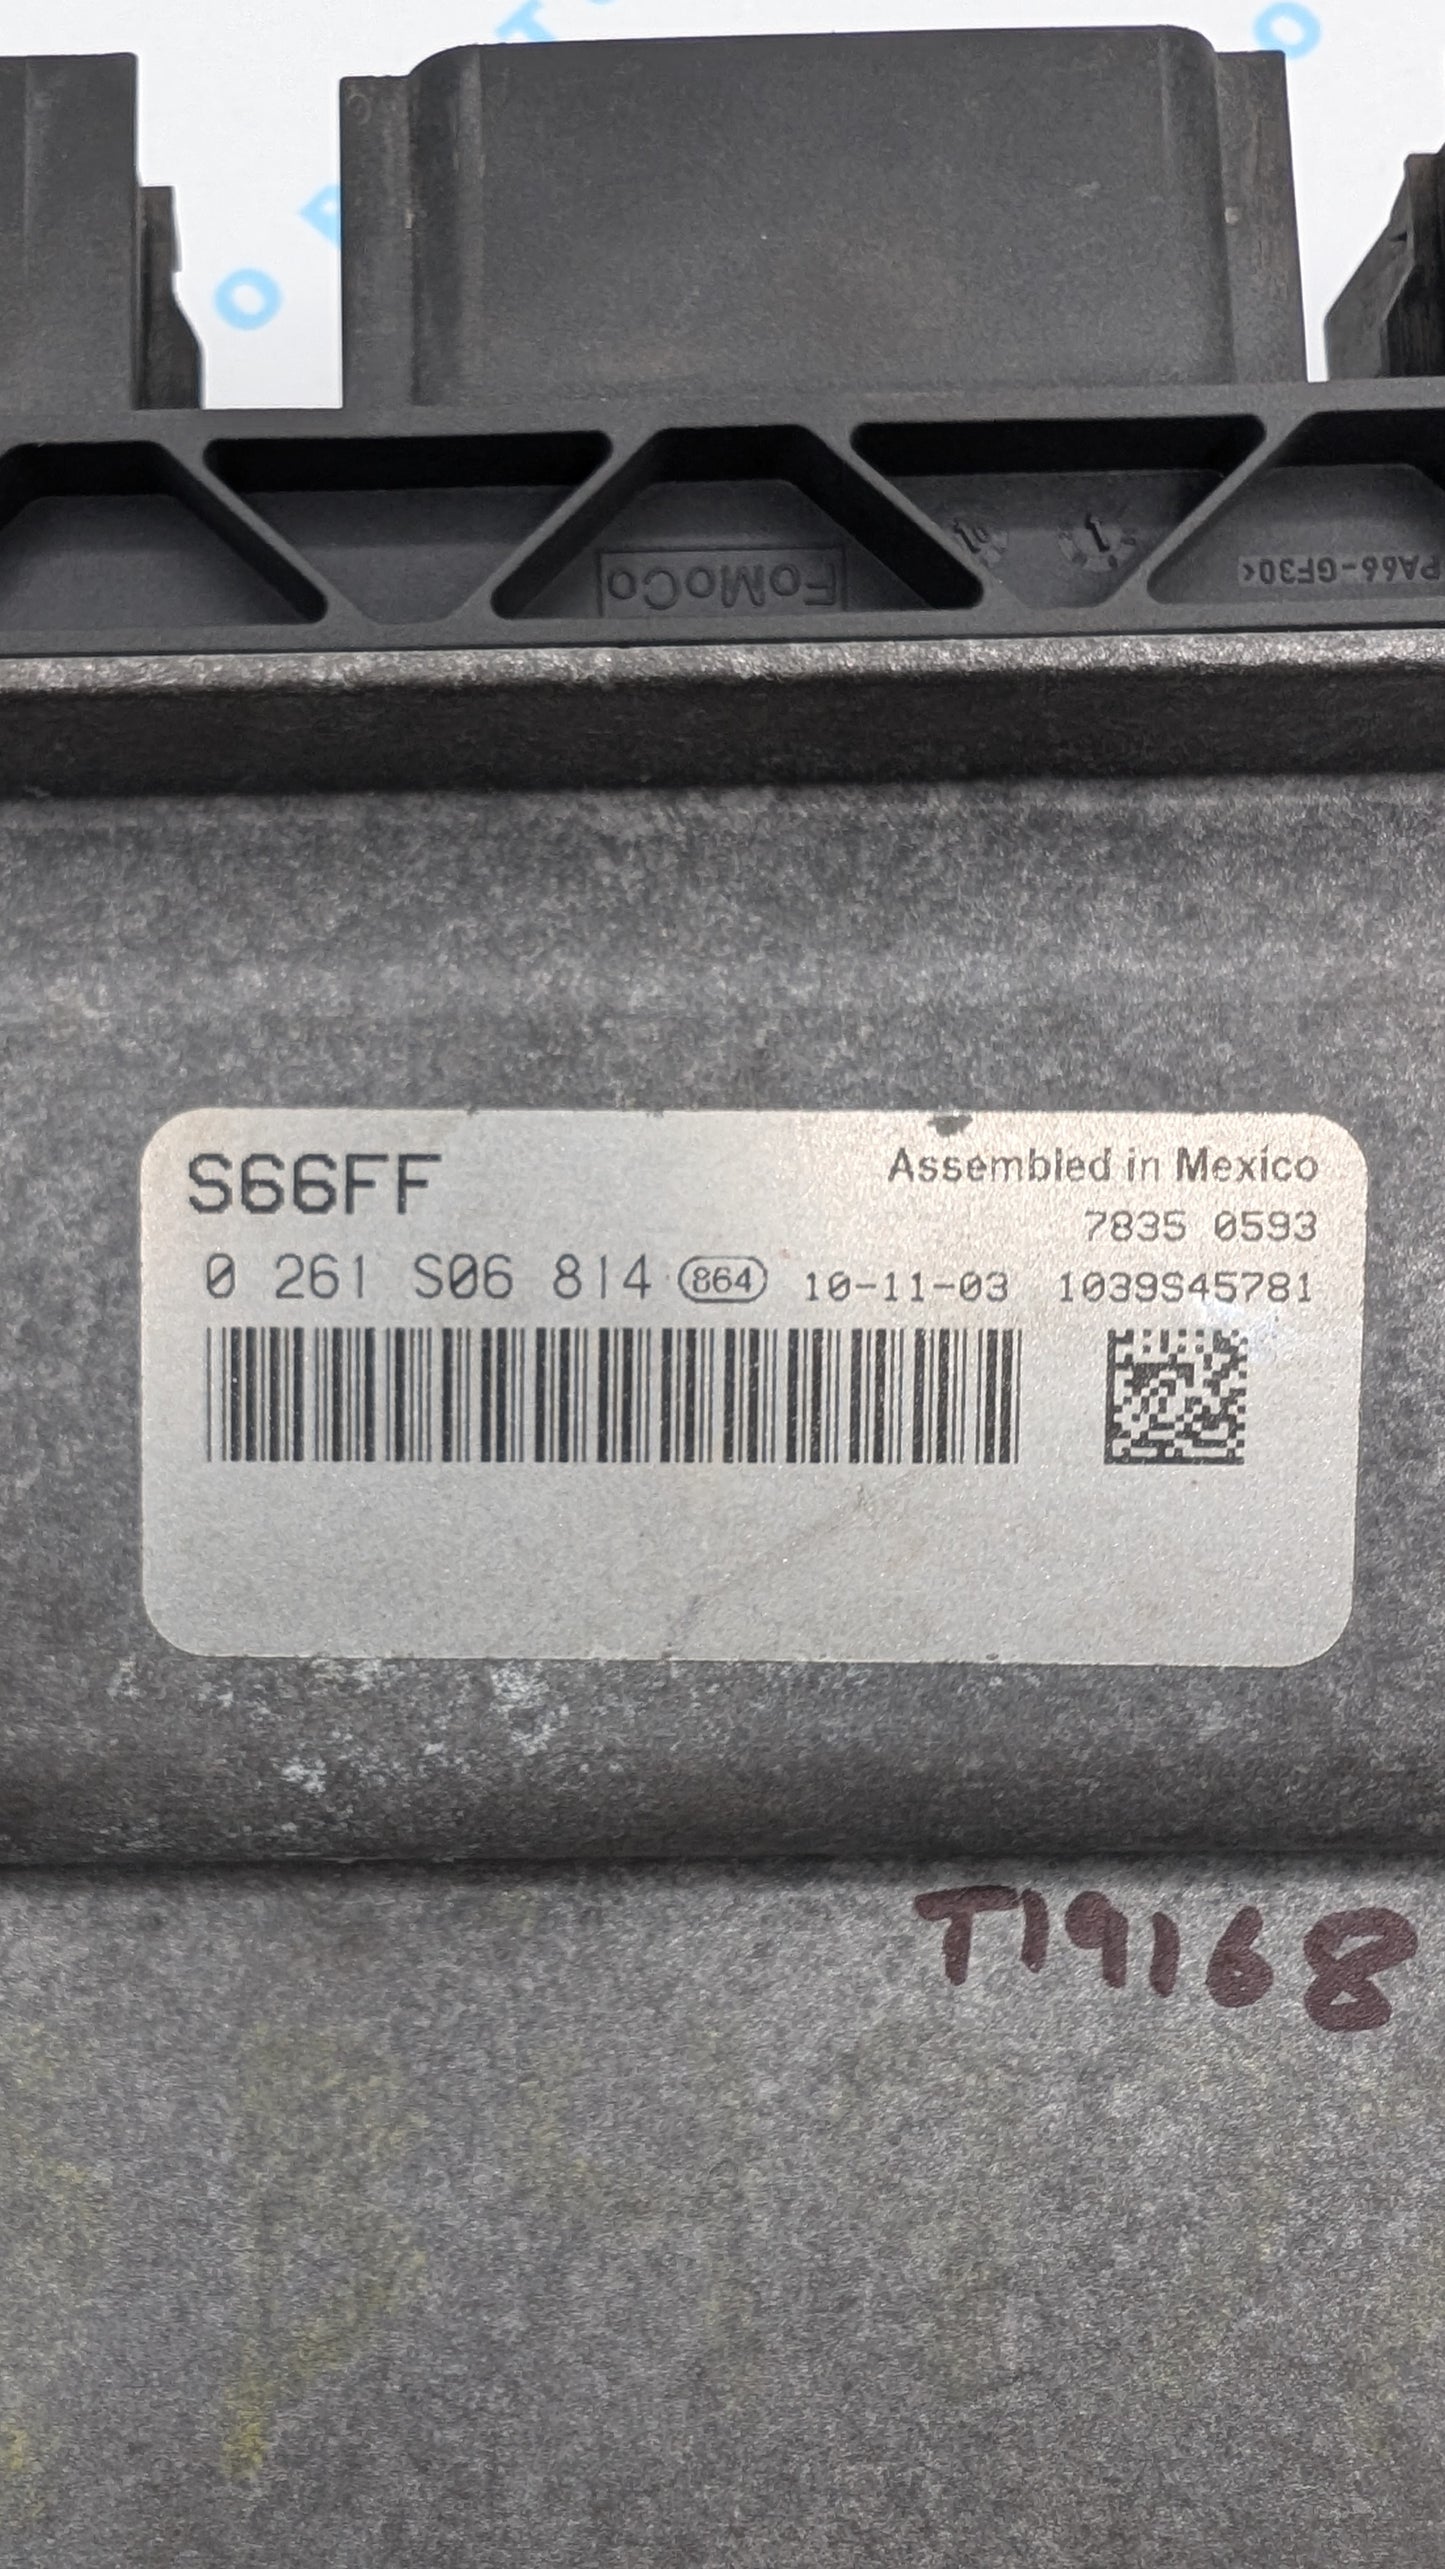 FoMoCo
PA66-GF30<
S66FF
Assembled in Mexico
7835 0593
0 261 S06 814 864 10-11-03 1039S45781
T19168